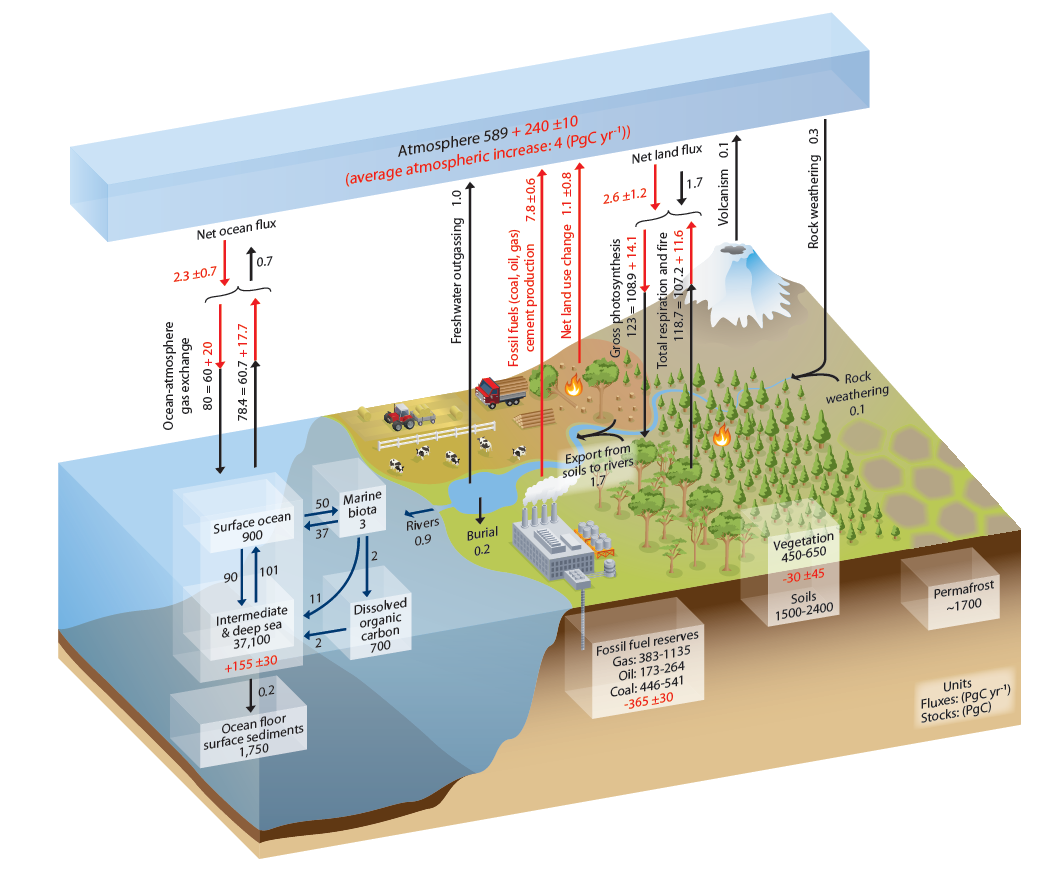 Atmosphere 589 + 240 ±10
(average atmospheric increase: 4 (PgC yr⁻¹))
Net ocean flux
2.3 ±0.7
0.7
Ocean-atmosphere
gas exchange
80 = 60 + 20
78.4 = 60.7 + 17.7
Freshwater outgassing 1.0
Fossil fuels (coal, oil, gas)
cement production 7.8 ±0.6
Net land use change 1.1 ±0.8
Net land flux
2.6 ±1.2
1.7
Gross photosynthesis
123 = 108.9 + 14.1
Total respiration and fire
118.7 = 107.2 + 11.6
Volcanism 0.1
Rock weathering 0.3
Rock
weathering
0.1
Export from
soils to rivers
1.7
Rivers
0.9
Burial
0.2
Surface ocean
900
50
37
Marine
biota
3
90
101
2
11
2
Intermediate
& deep sea
37,100
+155 ±30
Dissolved
organic
carbon
700
0.2
Ocean floor
surface sediments
1,750
Fossil fuel reserves
Gas: 383-1135
Oil: 173-264
Coal: 446-541
-365 ±30
Vegetation
450-650
-30 ±45
Soils
1500-2400
Permafrost
~1700
Units
Fluxes: (PgC yr⁻¹)
Stocks: (PgC)